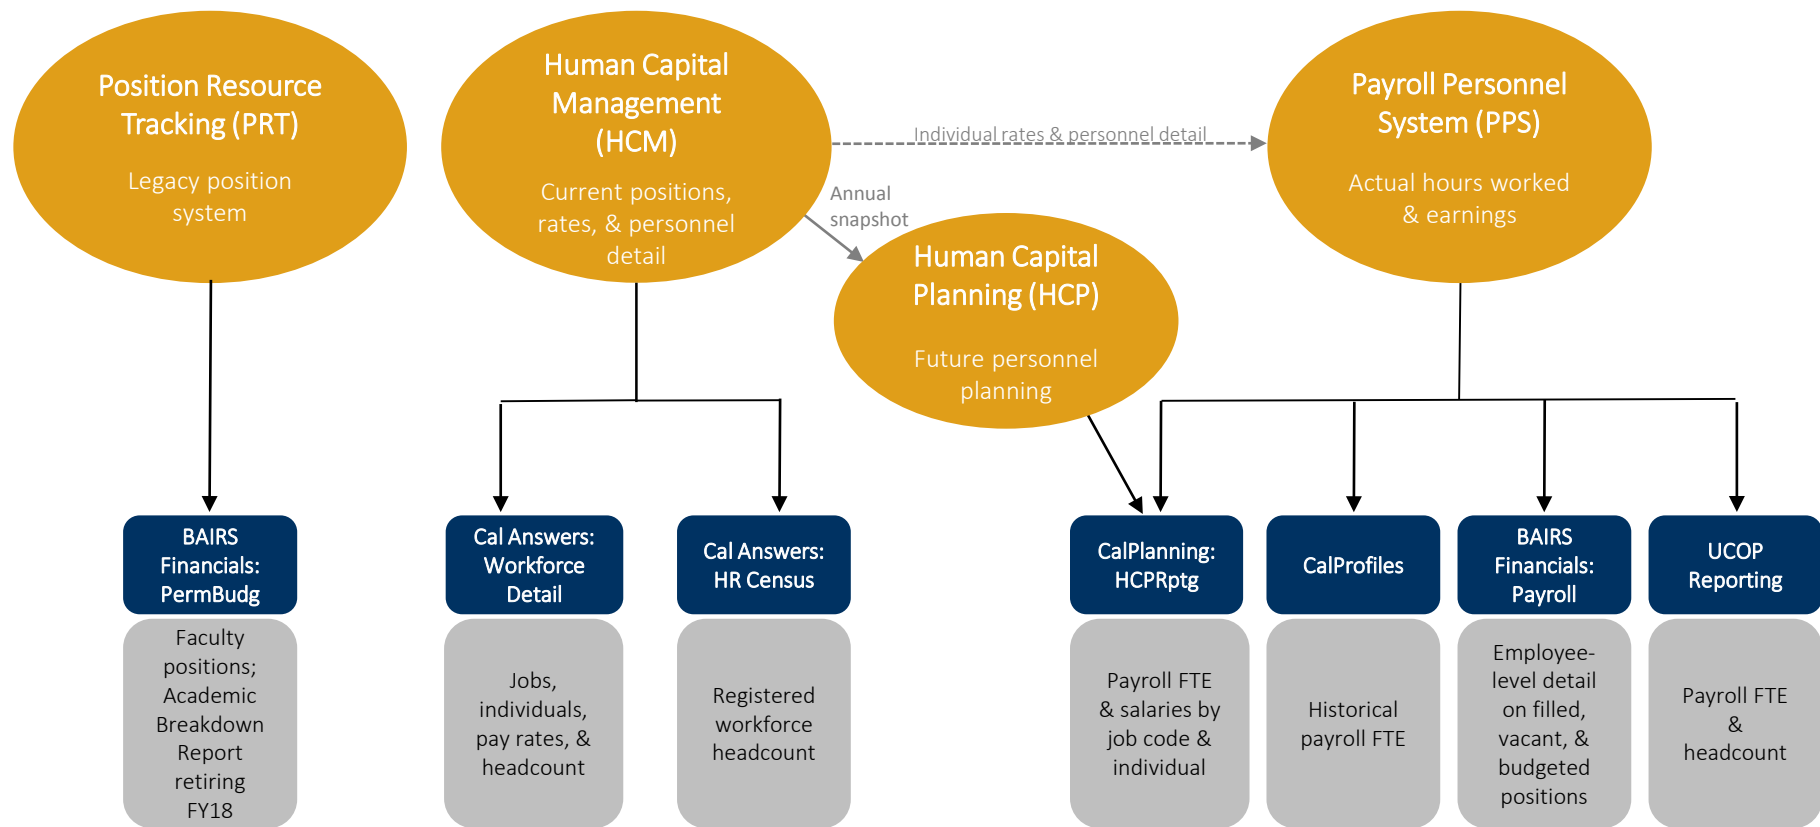 Position Resource
Tracking (PRT)
Legacy position
system
Human Capital
Management
(HCM)
Current positions,
rates, & personnel
detail
Individual rates & personnel detail
Annual
snapshot
Human Capital
Planning (HCP)
Future personnel
planning
Payroll Personnel
System (PPS)
Actual hours worked
& earnings
BAIRS
Financials:
PermBudg
Faculty
positions;
Academic
Breakdown
Report
retiring
FY18
Cal Answers:
Workforce
Detail
Jobs,
individuals,
pay rates, &
headcount
Cal Answers:
HR Census
Registered
workforce
headcount
CalPlanning:
HCPRptg
Payroll FTE
& salaries by
job code &
individual
CalProfiles
Historical
payroll FTE
BAIRS
Financials:
Payroll
Employee-
level detail
on filled,
vacant, &
budgeted
positions
UCOP
Reporting
Payroll FTE
&
headcount